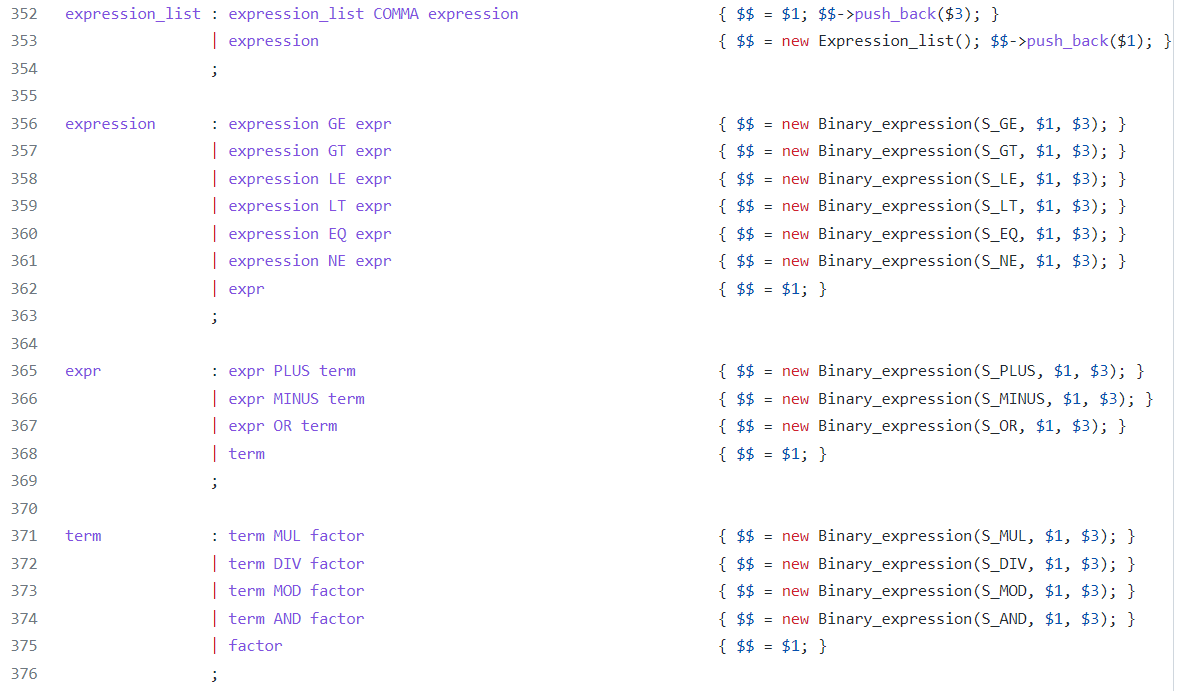 352 expression_list : expression_list COMMA expression { $$ = $1; $$->push_back($3); }
353 | expression { $$ = new Expression_list(); $$->push_back($1); }
354 ;
355
356 expression : expression GE expr { $$ = new Binary_expression(S_GE, $1, $3); }
357 | expression GT expr { $$ = new Binary_expression(S_GT, $1, $3); }
358 | expression LE expr { $$ = new Binary_expression(S_LE, $1, $3); }
359 | expression LT expr { $$ = new Binary_expression(S_LT, $1, $3); }
360 | expression EQ expr { $$ = new Binary_expression(S_EQ, $1, $3); }
361 | expression NE expr { $$ = new Binary_expression(S_NE, $1, $3); }
362 | expr { $$ = $1; }
363 ;
364
365 expr : expr PLUS term { $$ = new Binary_expression(S_PLUS, $1, $3); }
366 | expr MINUS term { $$ = new Binary_expression(S_MINUS, $1, $3); }
367 | expr OR term { $$ = new Binary_expression(S_OR, $1, $3); }
368 | term { $$ = $1; }
369 ;
370
371 term : term MUL factor { $$ = new Binary_expression(S_MUL, $1, $3); }
372 | term DIV factor { $$ = new Binary_expression(S_DIV, $1, $3); }
373 | term MOD factor { $$ = new Binary_expression(S_MOD, $1, $3); }
374 | term AND factor { $$ = new Binary_expression(S_AND, $1, $3); }
375 | factor { $$ = $1; }
376 ;